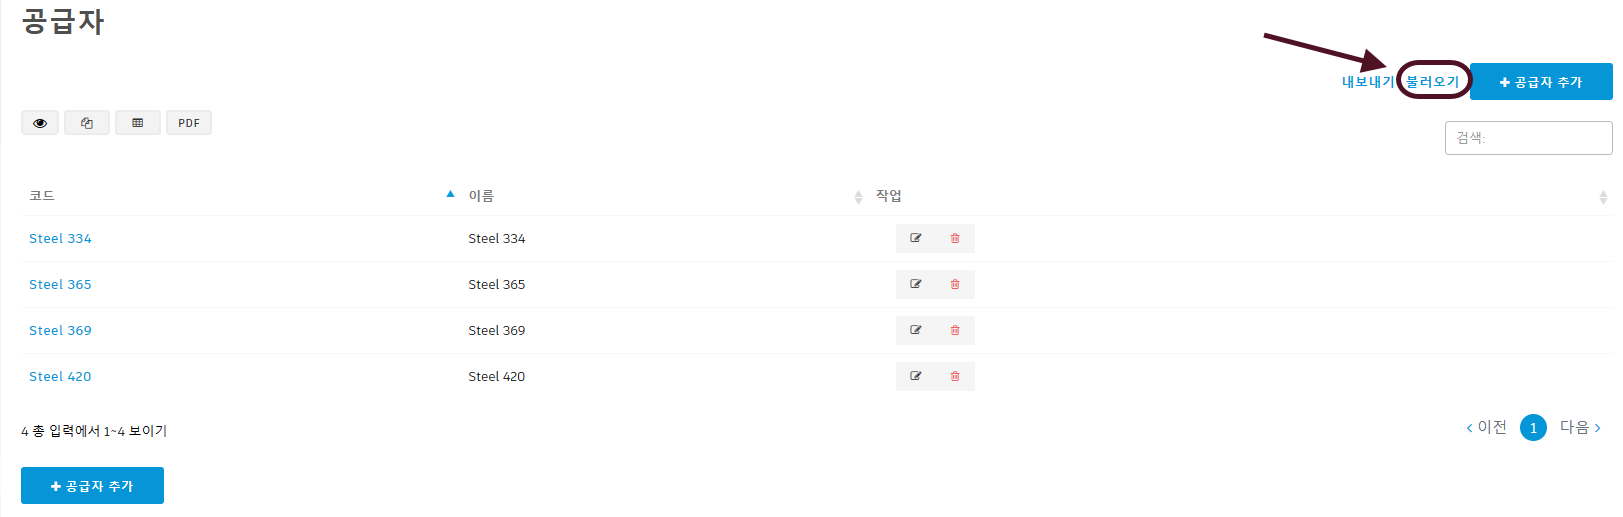 공급자
내보내기 불러오기 + 공급자 추가
PDF
검색:
코드 이름 작업
Steel 334 Steel 334
Steel 365 Steel 365
Steel 369 Steel 369
Steel 420 Steel 420
4 총 입력에서 1~4 보이기
‹ 이전 1 다음 ›
+ 공급자 추가